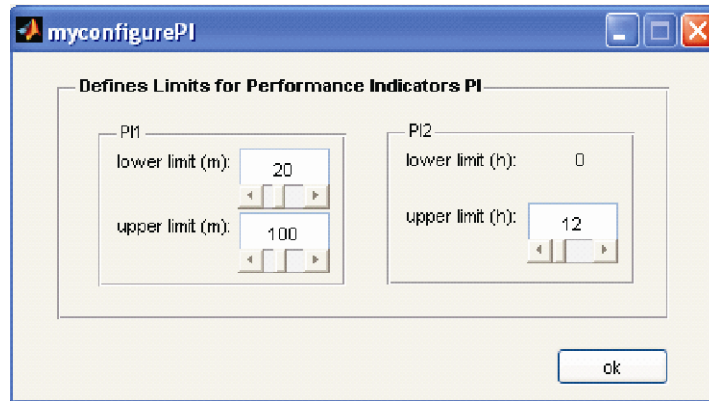 myconfigurePI
Defines Limits for Performance Indicators PI
PI1
lower limit (m): 20
upper limit (m): 100
PI2
lower limit (h): 0
upper limit (h): 12
ok